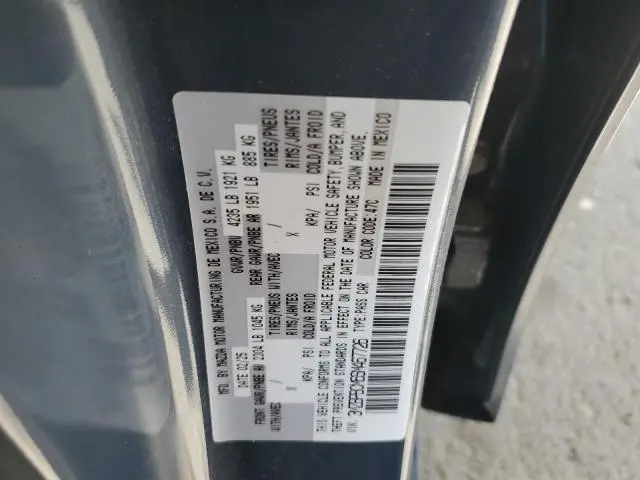 MFD. BY MAZDA MOTOR MANUFACTURING DE MEXICO S.A. DE C.V.
DATE: 02/25 GVWR/PNBV 4235 LB 1921 KG
FRONT GAWR/PNBE AV 2304 LB 1045 KG REAR GAWR/PNBE AR 1951 LB 885 KG
WITH/AVEC / TIRES/PNEUS WITH/AVEC / TIRES/PNEUS
X RIMS/JANTES X RIMS/JANTES
KPA/ PSI COLD/A FROID KPA/ PSI COLD/A FROID
THIS VEHICLE CONFORMS TO ALL APPLICABLE FEDERAL MOTOR VEHICLE SAFETY, BUMPER, AND
THEFT PREVENTION STANDARDS IN EFFECT ON THE DATE OF MANUFACTURE SHOWN ABOVE.
VIN: TYPE:PASS CAR COLOR CODE: 47C MADE IN MEXICO